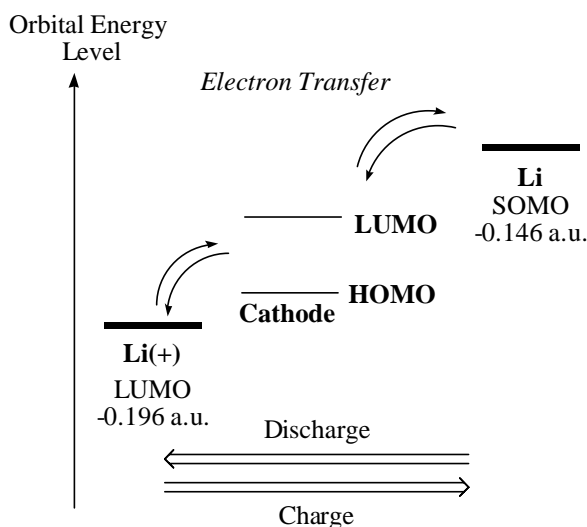 Orbital Energy
Level
Electron Transfer
Li
SOMO
-0.146 a.u.
LUMO
HOMO
Cathode
Li(+)
LUMO
-0.196 a.u.
Discharge
Charge